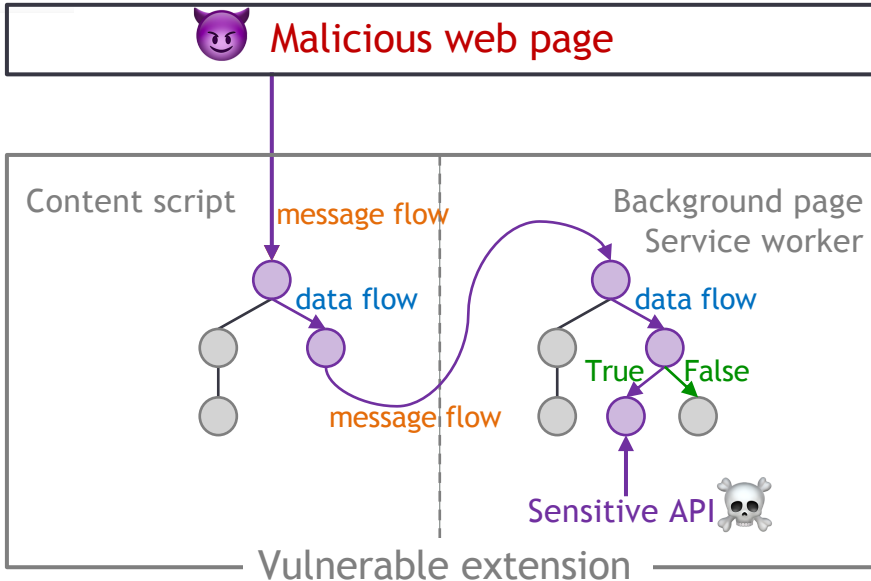 Malicious web page
Content script
message flow
Background page
Service worker
data flow
data flow
True
False
message flow
Sensitive API
Vulnerable extension